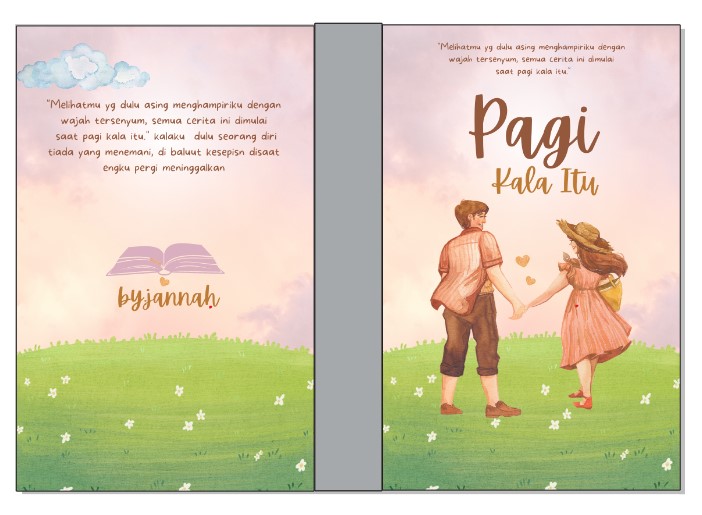 "Melihatmu yg dulu asing menghampiriku dengan
wajah tersenyum, semua cerita ini dimulai
saat pagi kala itu." kalaku dulu seorang diri
tiada yang menemani, di baluut kesepisn disaat
engku pergi meninggalkan
byjannah
"Melihatmu yg dulu asing menghampiriku dengan
wajah tersenyum, semua cerita ini dimulai
saat pagi kala itu."
Pagi
Kala Itu